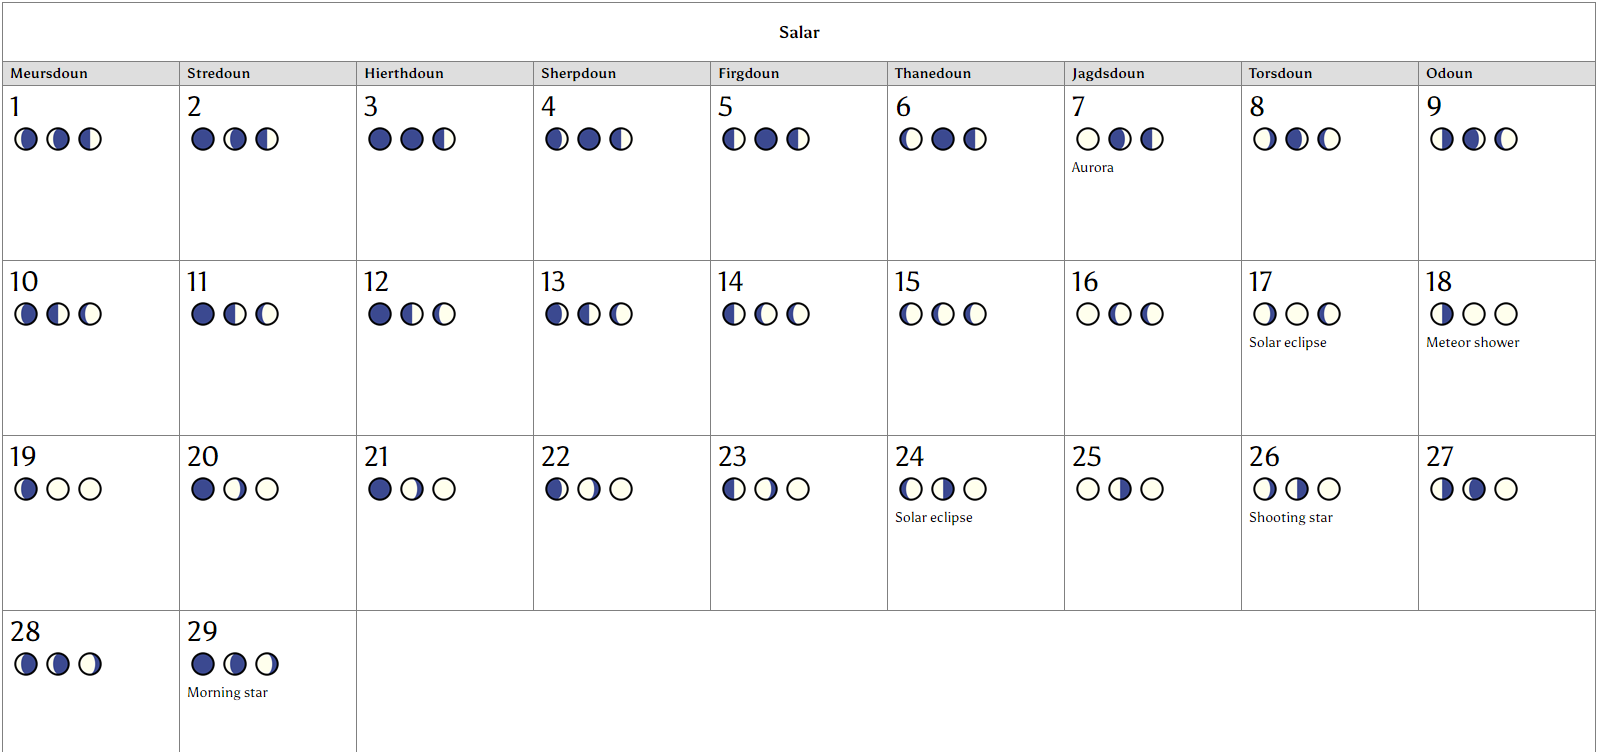 Salar
Meursdoun Stredoun Hierthdoun Sherpdoun Firgdoun Thanedoun Jagdsdoun Torsdoun Odoun
1 2 3 4 5 6 7 8 9
Aurora
10 11 12 13 14 15 16 17 18
Solar eclipse Meteor shower
19 20 21 22 23 24 25 26 27
Solar eclipse Shooting star
28 29
Morning star